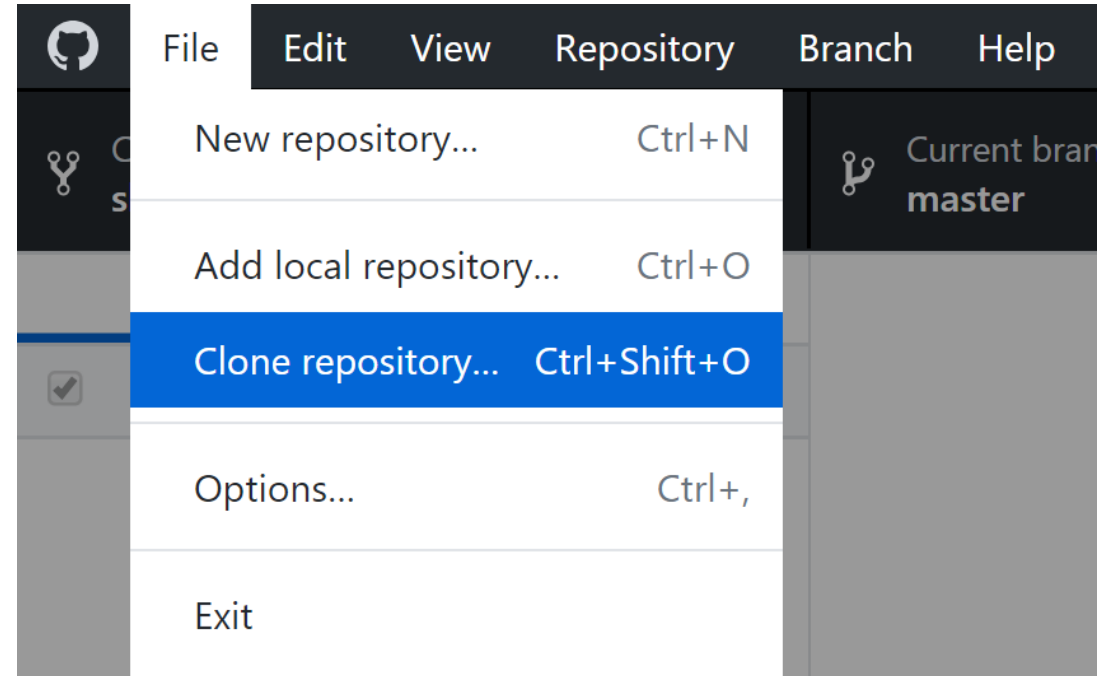 File Edit View Repository Branch Help
New repository... Ctrl+N
Current
master
Add local repository... Ctrl+O
Clone repository... Ctrl+Shift+O
Options... Ctrl+,
Exit